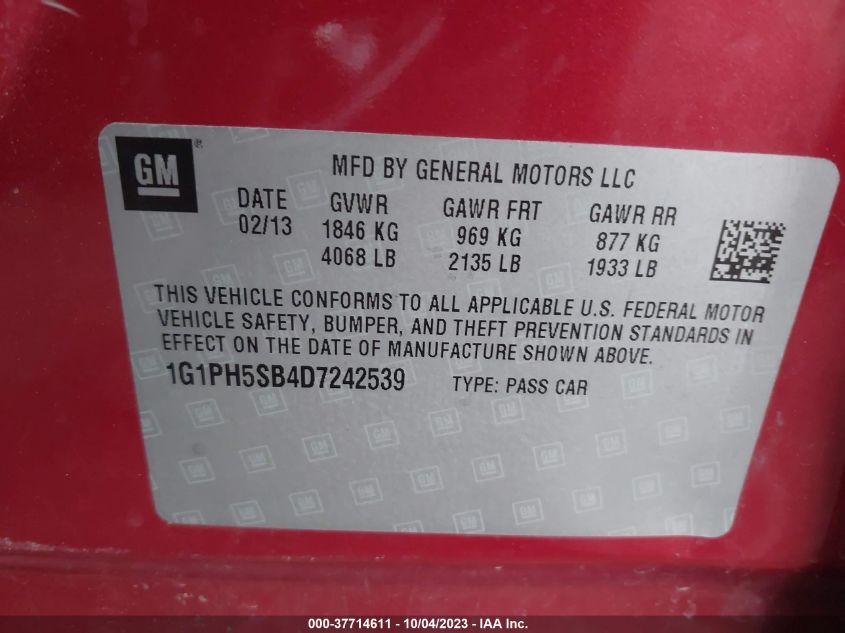 GM®
MFD BY GENERAL MOTORS LLC
DATE GVWR GAWR FRT GAWR RR
02/13 1846 KG 969 KG 877 KG
4068 LB 2135 LB 1933 LB
THIS VEHICLE CONFORMS TO ALL APPLICABLE U.S. FEDERAL MOTOR
VEHICLE SAFETY, BUMPER, AND THEFT PREVENTION STANDARDS IN
EFFECT ON THE DATE OF MANUFACTURE SHOWN ABOVE.
1G1PH5SB4D7242539 TYPE: PASS CAR
000-37714611 - 10/04/2023 - IAA Inc.